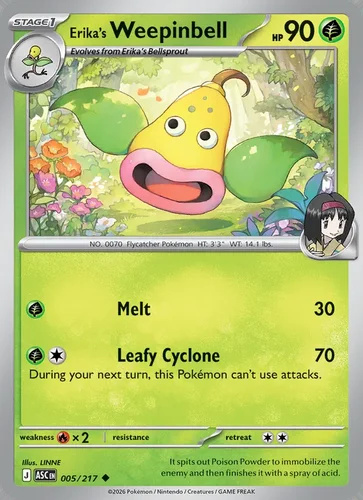 STAGE1
Erika's Weepinbell
HP 90
Evolves from Erika's Bellsprout
NO. 0070 Flycatcher Pokémon HT: 3'3" WT: 14.1 lbs.
Melt 30
Leafy Cyclone 70
During your next turn, this Pokémon can't use attacks.
weakness ×2 resistance retreat
Illus. LINNE
J ASC EN 005/217
It spits out Poison Powder to immobilize the
enemy and then finishes it with a spray of acid.
©2026 Pokémon / Nintendo / Creatures / GAME FREAK